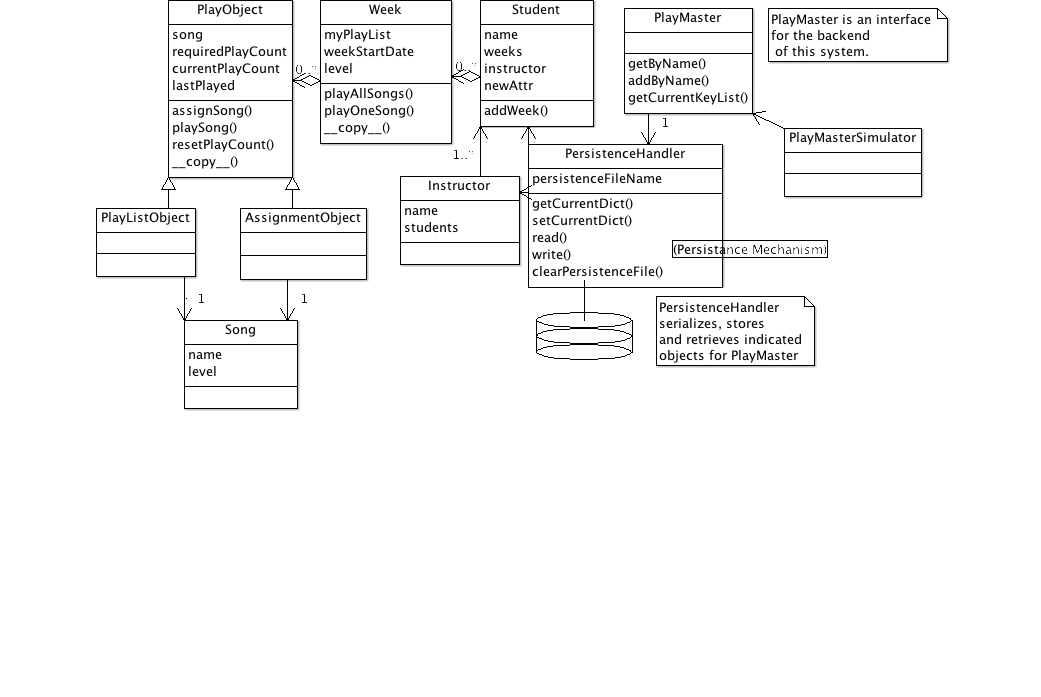 PlayObject
song
requiredPlayCount
currentPlayCount
lastPlayed
assignSong()
playSong()
resetPlayCount()
__copy__()
0..*
Week
myPlayList
weekStartDate
level
playAllSongs()
playOneSong()
__copy__()
0..*
Student
name
weeks
instructor
newAttr
addWeek()
PlayMaster
getByName()
addByName()
getCurrentKeyList()
PlayMaster is an interface
for the backend
of this system.
1
PlayMasterSimulator
1..*
PersistenceHandler
persistenceFileName
getCurrentDict()
setCurrentDict()
read()
write()
clearPersistenceFile()
(Persistance Mechanism)
Instructor
name
students
PlayListObject
AssignmentObject
1
1
Song
name
level
PersistenceHandler
serializes, stores
and retrieves indicated
objects for PlayMaster